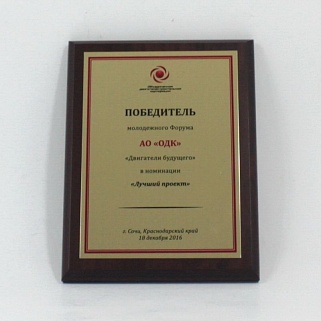 ПОБЕДИТЕЛЬ
молодежного Форума
АО «ОДК»
«Двигатели будущего»
в номинации
«Лучший проект»
г. Сочи, Краснодарский край
18 декабря 2016